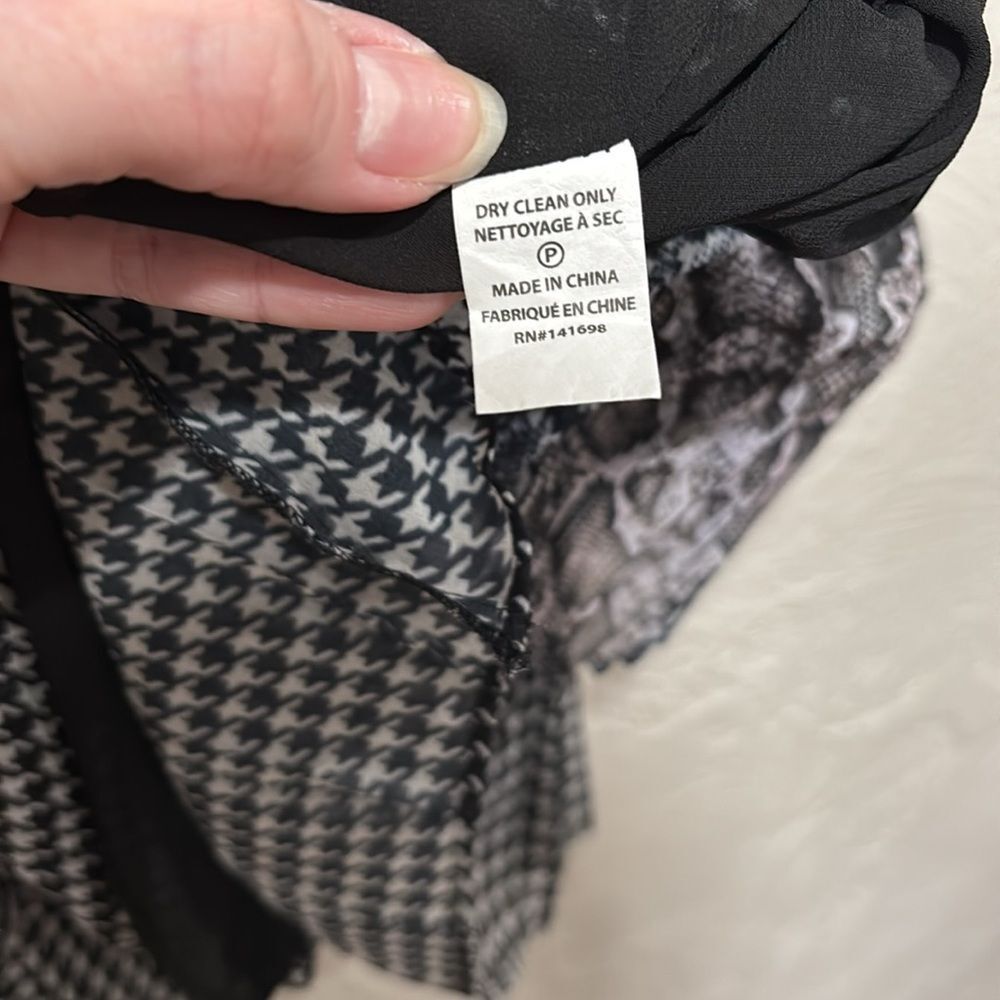 DRY CLEAN ONLY
NETTOYAGE À SEC
P
MADE IN CHINA
FABRIQUÉ EN CHINE
RN#141698